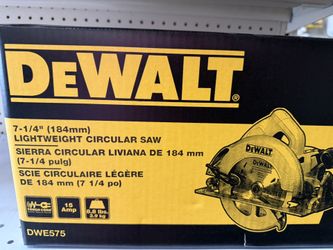 DEWALT
7-1/4" (184mm)
LIGHTWEIGHT CIRCULAR SAW
SIERRA CIRCULAR LIVIANA DE 184 mm
(7-1/4 pulg)
SCIE CIRCULAIRE LÉGÈRE
DE 184 mm (7 1/4 po)
DEWALT
15
Amp
8.8 lbs
3.9 kg
DWE575